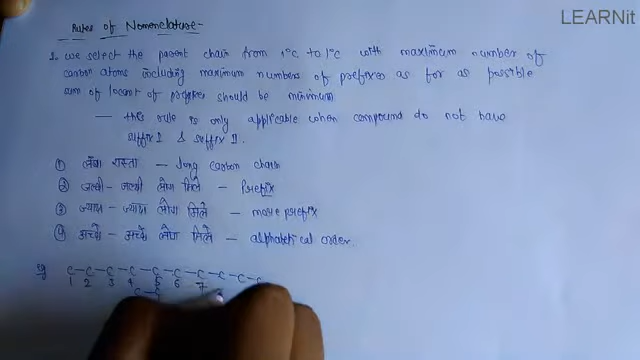 LEARNit
Rules of Nomenclature-
1. we select the parent chain from 1°C to 1°C with maximum number of
carbon atoms including maximum numbers of prefixes as for as possible
sum of locant of prefixes should be minimum
— this rule is only applicable when compound do not have
suffix 1 & suffix II.
① लंबा रास्ता — long carbon chain
② जल्दी-जल्दी लोग मिले — Prefix
③ ज्यादा-ज्यादा लोग मिले — more prefix
④ अच्छे-अच्छे लोग मिले — alphabetical order.
eg C-C-C-C-C-C-C-C-C-C
1 2 3 4 5 6 7
C-